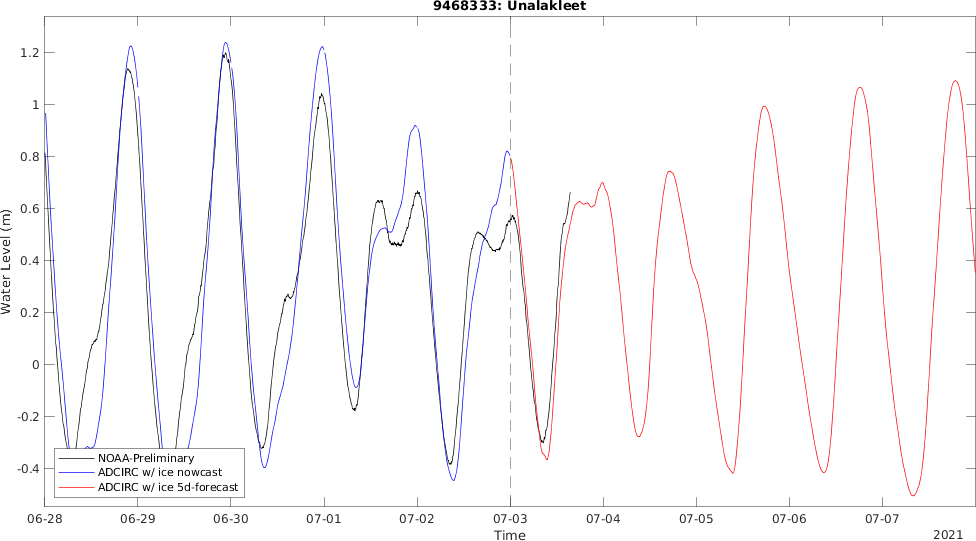 9468333: Unalakleet
1.2
1
0.8
0.6
0.4
0.2
0
-0.2
-0.4
Water Level (m)
NOAA-Preliminary
ADCIRC w/ ice nowcast
ADCIRC w/ ice 5d-forecast
06-28 06-29 06-30 07-01 07-02 07-03 07-04 07-05 07-06 07-07
Time
2021